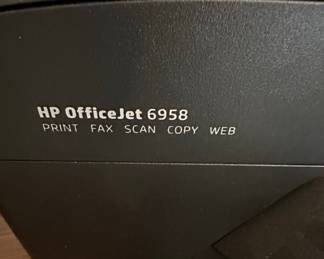 HP OfficeJet 6958
PRINT FAX SCAN COPY WEB